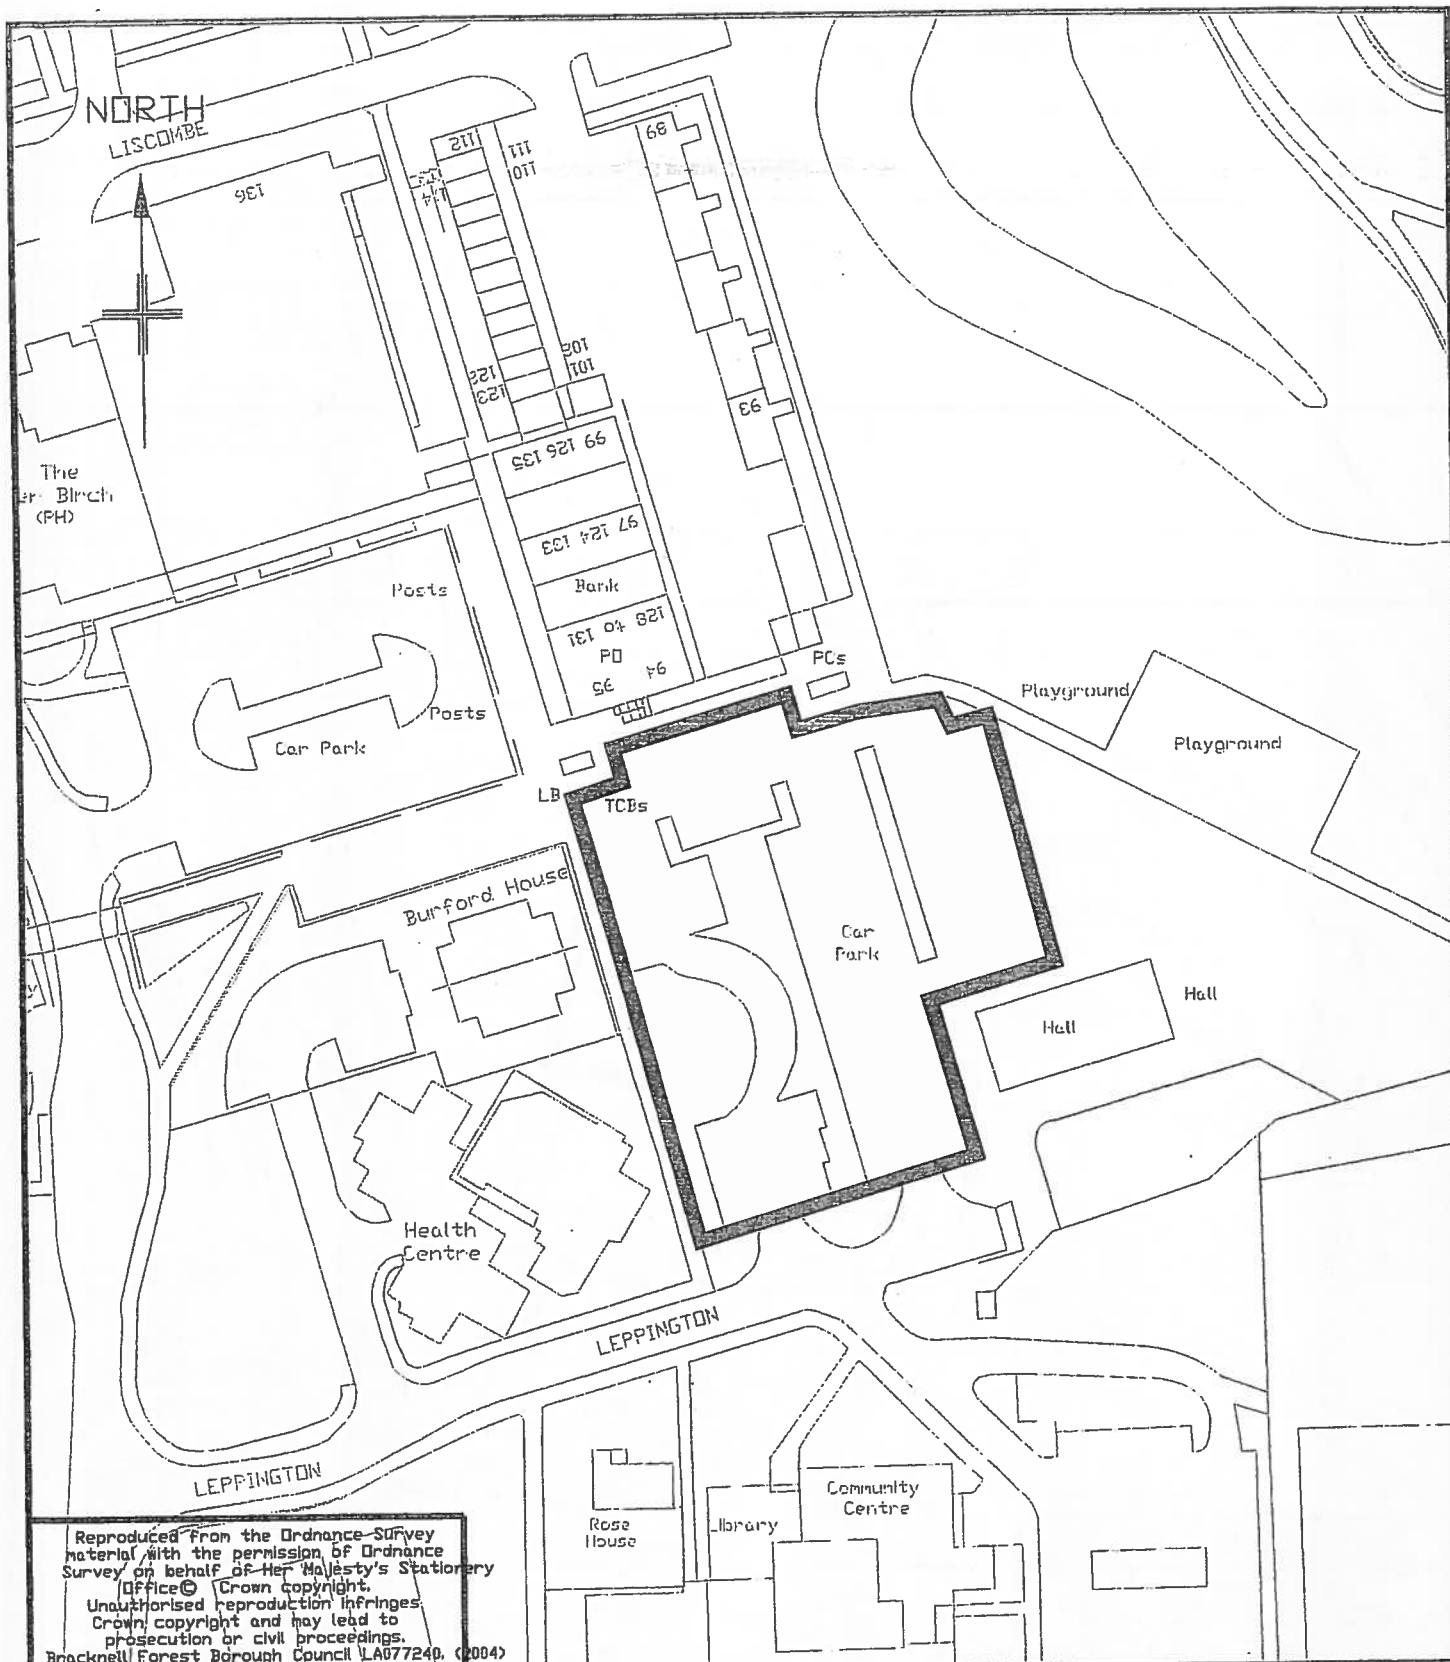 NORTH
LISCOMBE
136
112
111
110
89
102
101
122
123
93
The
Birch
(PH)
99 126 135
97 124 133
Bank
128 to 131
PO
94
95
Posts
Posts
Car Park
PCs
Playground
Playground
LB
TCBs
Burford House
Car
Park
Hall
Hall
Health
Centre
LEPPINGTON
LEPPINGTON
Community
Centre
Library
Rose
House
Reproduced from the Ordnance Survey
material with the permission of Ordnance
Survey on behalf of Her Majesty's Stationery
Office© Crown copyright.
Unauthorised reproduction infringes
Crown copyright and may lead to
prosecution or civil proceedings.
Bracknell Forest Borough Council LA077240. (2004)